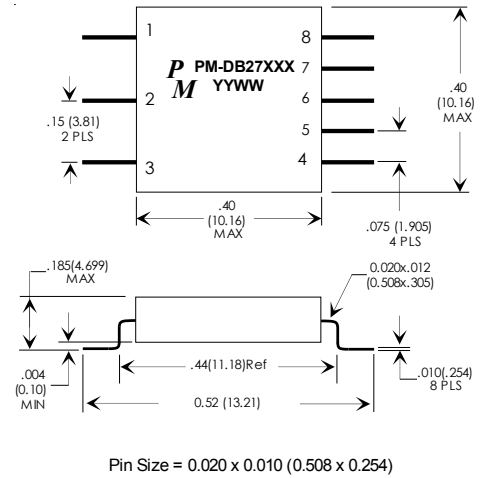 1
8
P PM-DB27XXX
M YYWW
7
2
6
.15 (3.81)
2 PLS
5
3
4
.40
(10.16)
MAX
.40
(10.16)
MAX
.075 (1.905)
4 PLS
.185(4.699)
MAX
0.020x.012
(0.508x.305)
.004
(0.10)
MIN
.44(11.18)Ref
.010(.254)
8 PLS
0.52 (13.21)
Pin Size = 0.020 x 0.010 (0.508 x 0.254)